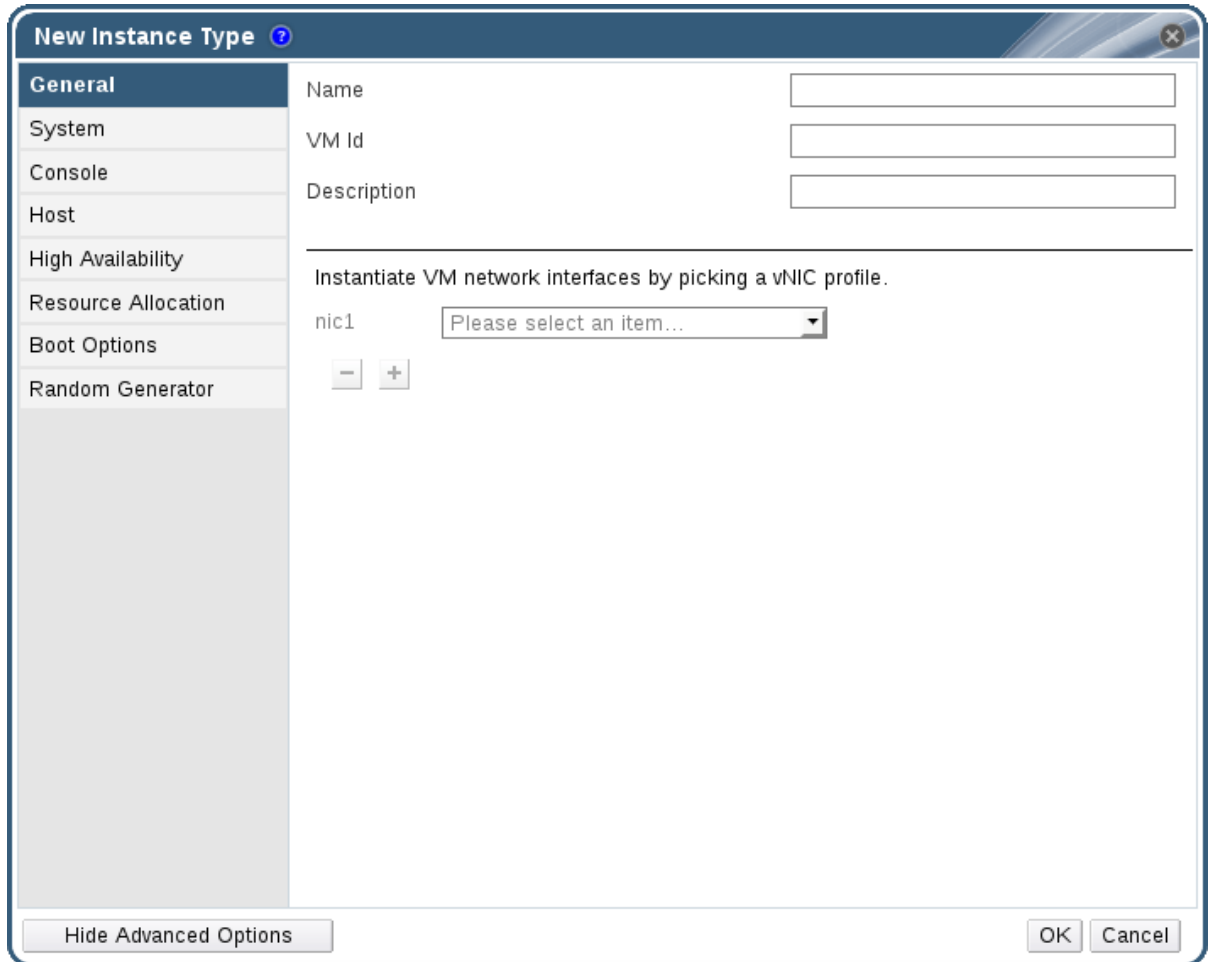 New Instance Type ?
General
System
Console
Host
High Availability
Resource Allocation
Boot Options
Random Generator
Name
VM Id
Description
Instantiate VM network interfaces by picking a vNIC profile.
nic1 Please select an item...
− +
Hide Advanced Options
OK Cancel